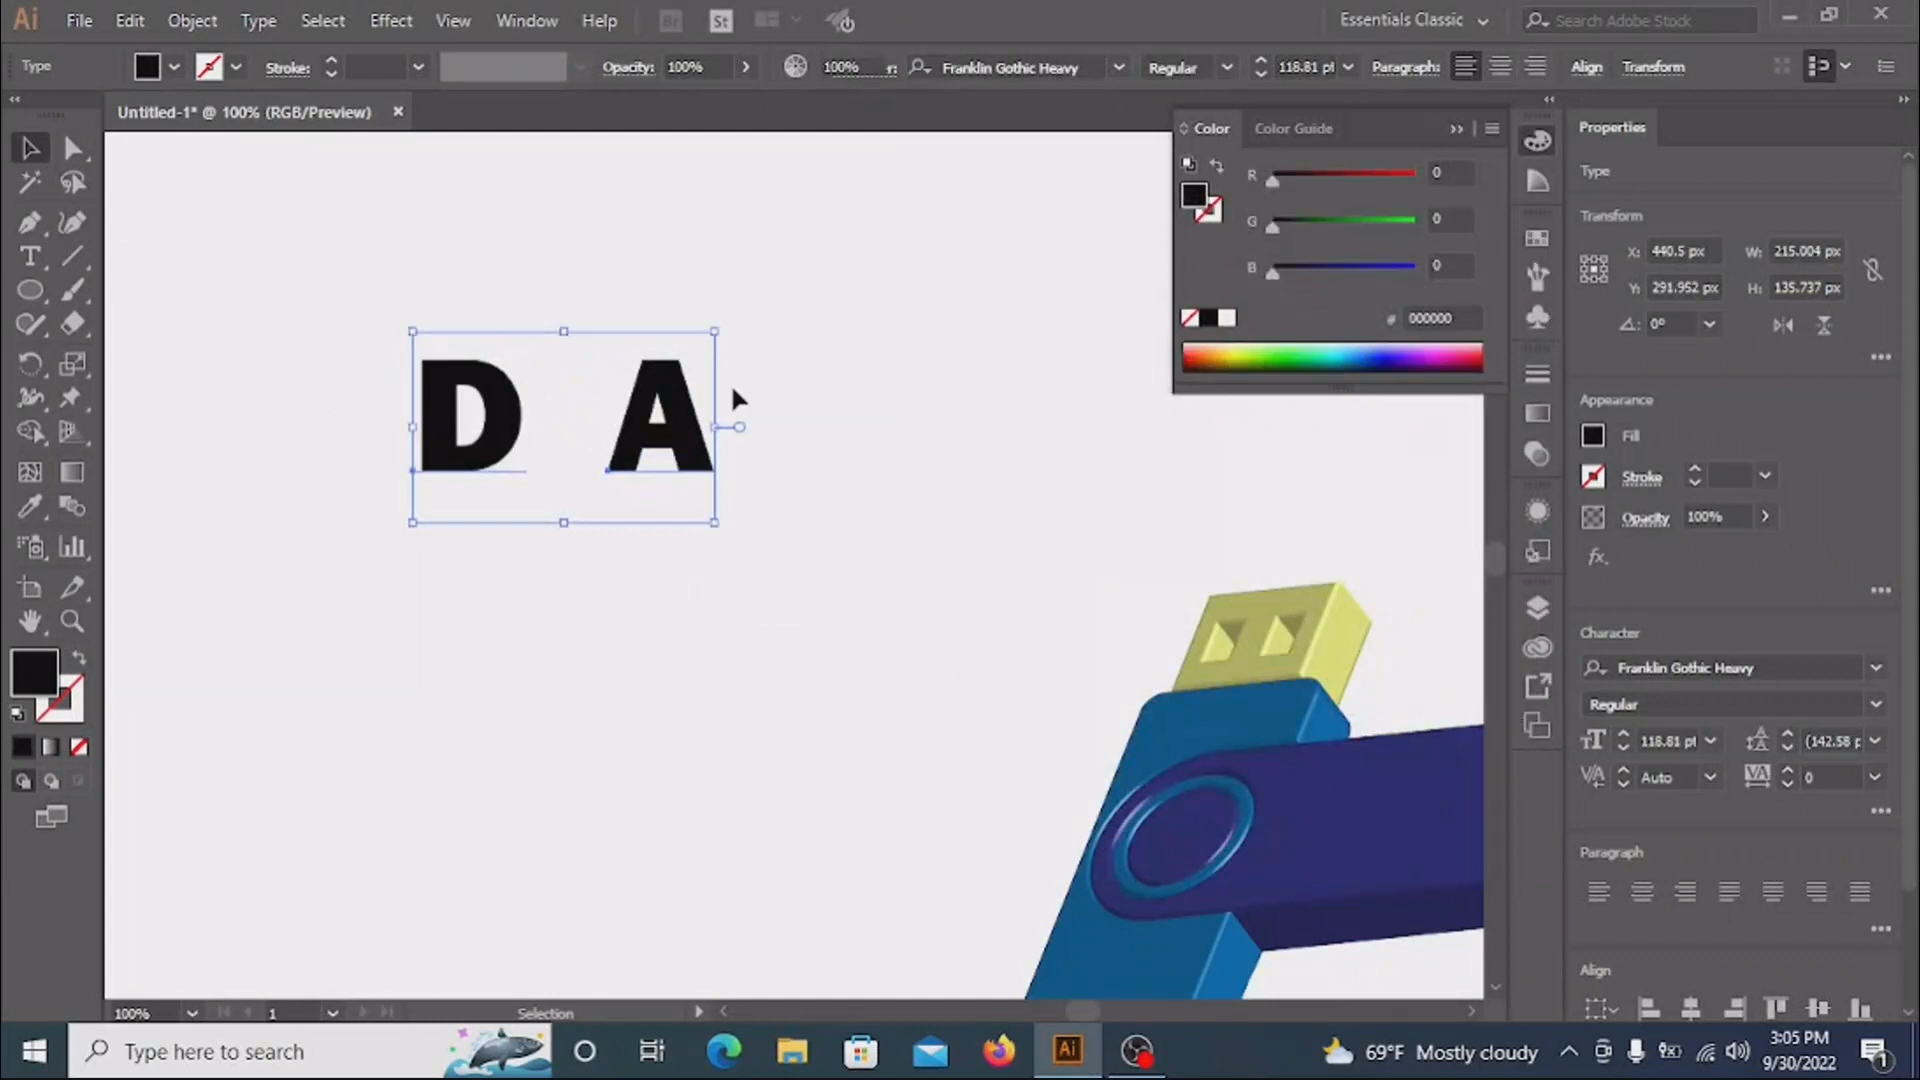 Ai File Edit Object Type Select Effect View Window Help Br St Essentials Classic Search Adobe Stock
Type Stroke: Opacity: 100% 100% Franklin Gothic Heavy Regular 118.81 pt Paragraph: Align Transform
Untitled-1* @ 100% (RGB/Preview)
Color Color Guide
R 0
G 0
B 0
# 000000
D A
Properties
Type
Transform
X: 440.5 px W: 215.004 px
Y: 291.952 px H: 135.737 px
0°
Appearance
Fill
Stroke
Opacity 100%
fx.
Character
Franklin Gothic Heavy
Regular
118.81 pt (142.58 p
Auto 0
Paragraph
Align
100% 1 Selection
Type here to search Ai 69°F Mostly cloudy 3:05 PM
9/30/2022 1